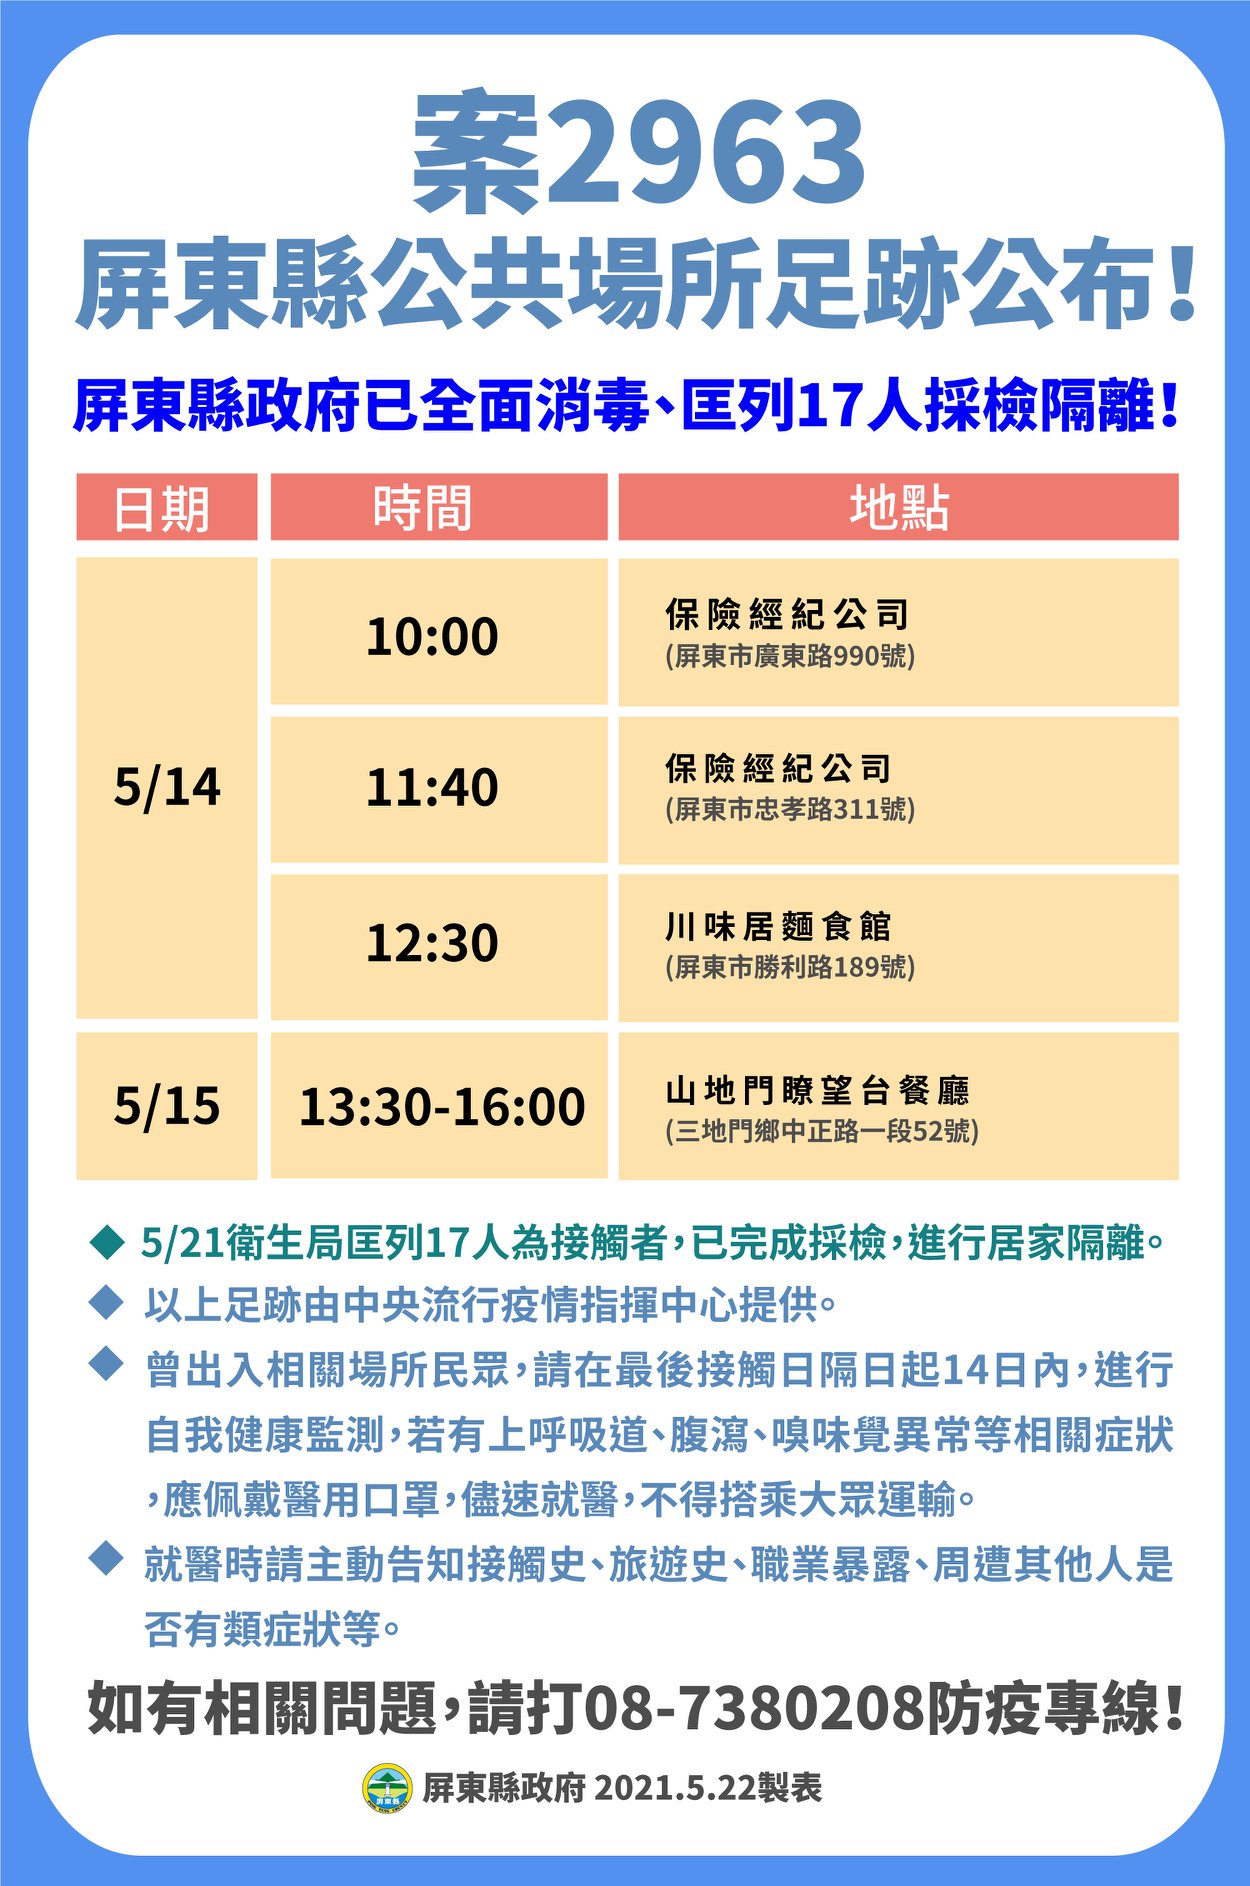 案2963
屏東縣公共場所足跡公布！
屏東縣政府已全面消毒、匡列17人採檢隔離！
日期 時間 地點
5/14
10:00
保險經紀公司
(屏東市廣東路990號)
11:40
保險經紀公司
(屏東市忠孝路311號)
12:30
川味居麵食館
(屏東市勝利路189號)
5/15
13:30-16:00
山地門瞭望台餐廳
(三地門鄉中正路一段52號)
◆ 5/21衛生局匡列17人為接觸者，已完成採檢，進行居家隔離。
◆ 以上足跡由中央流行疫情指揮中心提供。
◆ 曾出入相關場所民眾，請在最後接觸日隔日起14日內，進行
自我健康監測，若有上呼吸道、腹瀉、嗅味覺異常等相關症狀
，應佩戴醫用口罩，儘速就醫，不得搭乘大眾運輸。
◆ 就醫時請主動告知接觸史、旅遊史、職業暴露、周遭其他人是
否有類症狀等。
如有相關問題，請打08-7380208防疫專線！
屏東縣
屏東縣政府 2021.5.22製表